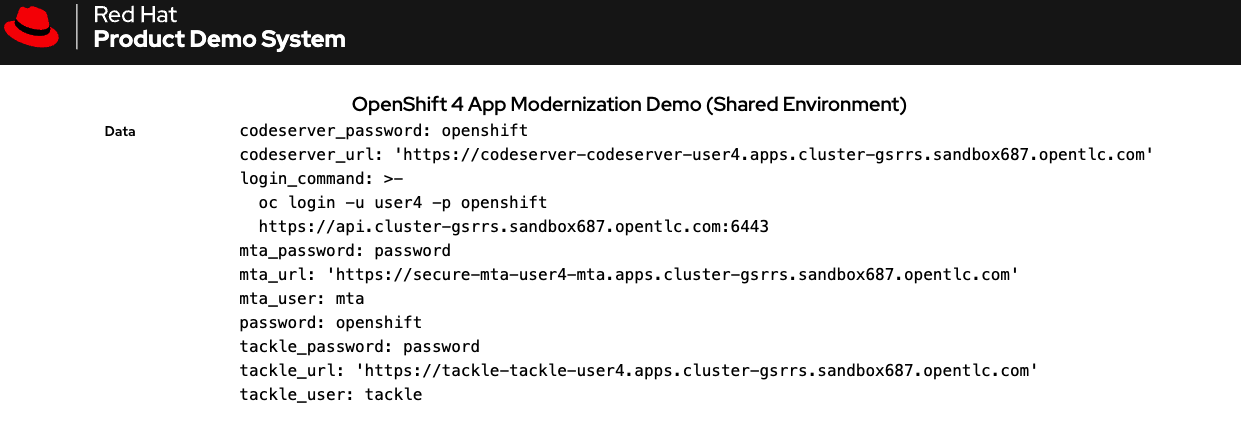 Red Hat
Product Demo System
OpenShift 4 App Modernization Demo (Shared Environment)
Data
codeserver_password: openshift
codeserver_url: 'https://codeserver-codeserver-user4.apps.cluster-gsrrs.sandbox687.opentlc.com'
login_command: >-
  oc login -u user4 -p openshift
  https://api.cluster-gsrrs.sandbox687.opentlc.com:6443
mta_password: password
mta_url: 'https://secure-mta-user4-mta.apps.cluster-gsrrs.sandbox687.opentlc.com'
mta_user: mta
password: openshift
tackle_password: password
tackle_url: 'https://tackle-tackle-user4.apps.cluster-gsrrs.sandbox687.opentlc.com'
tackle_user: tackle